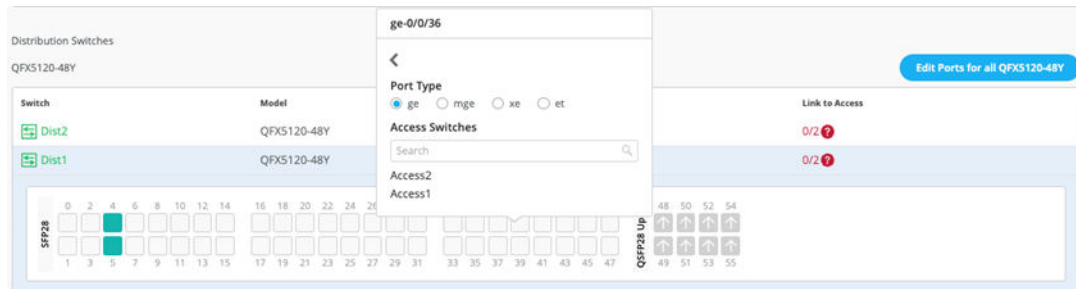 ge-0/0/36
Distribution Switches
QFX5120-48Y
Edit Ports for all QFX5120-48Y
Port Type
ge mge xe et
Access Switches
Search
Access2
Access1
Switch Model Link to Access
Dist2 QFX5120-48Y 0/2 ?
Dist1 QFX5120-48Y 0/2 ?
0 2 4 6 8 10 12 14 16 18 20 22 24 48 50 52 54
SFP28
QSFP28 Up
1 3 5 7 9 11 13 15 17 19 21 23 25 27 29 31 33 35 37 39 41 43 45 47 49 51 53 55